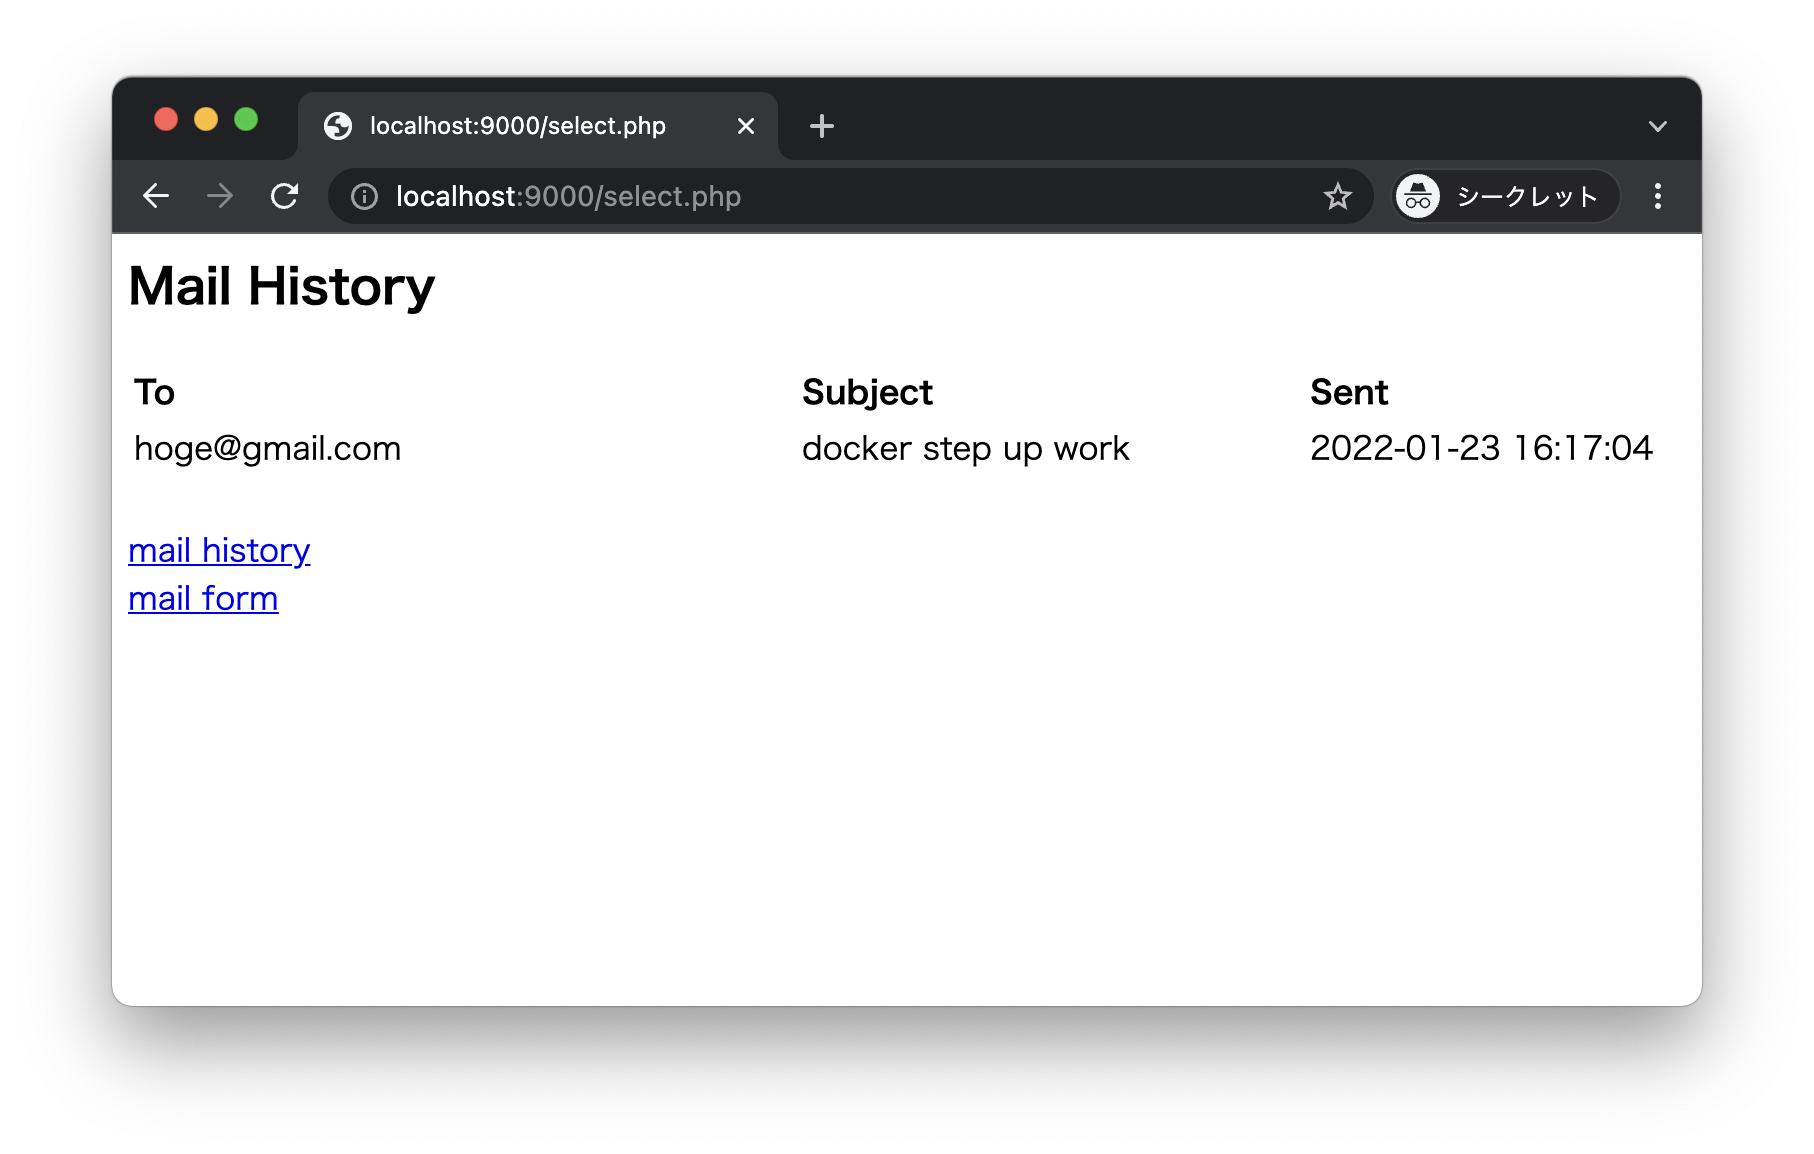 localhost:9000/select.php
localhost:9000/select.php シークレット
Mail History
To Subject Sent
hoge@gmail.com docker step up work 2022-01-23 16:17:04
mail history
mail form